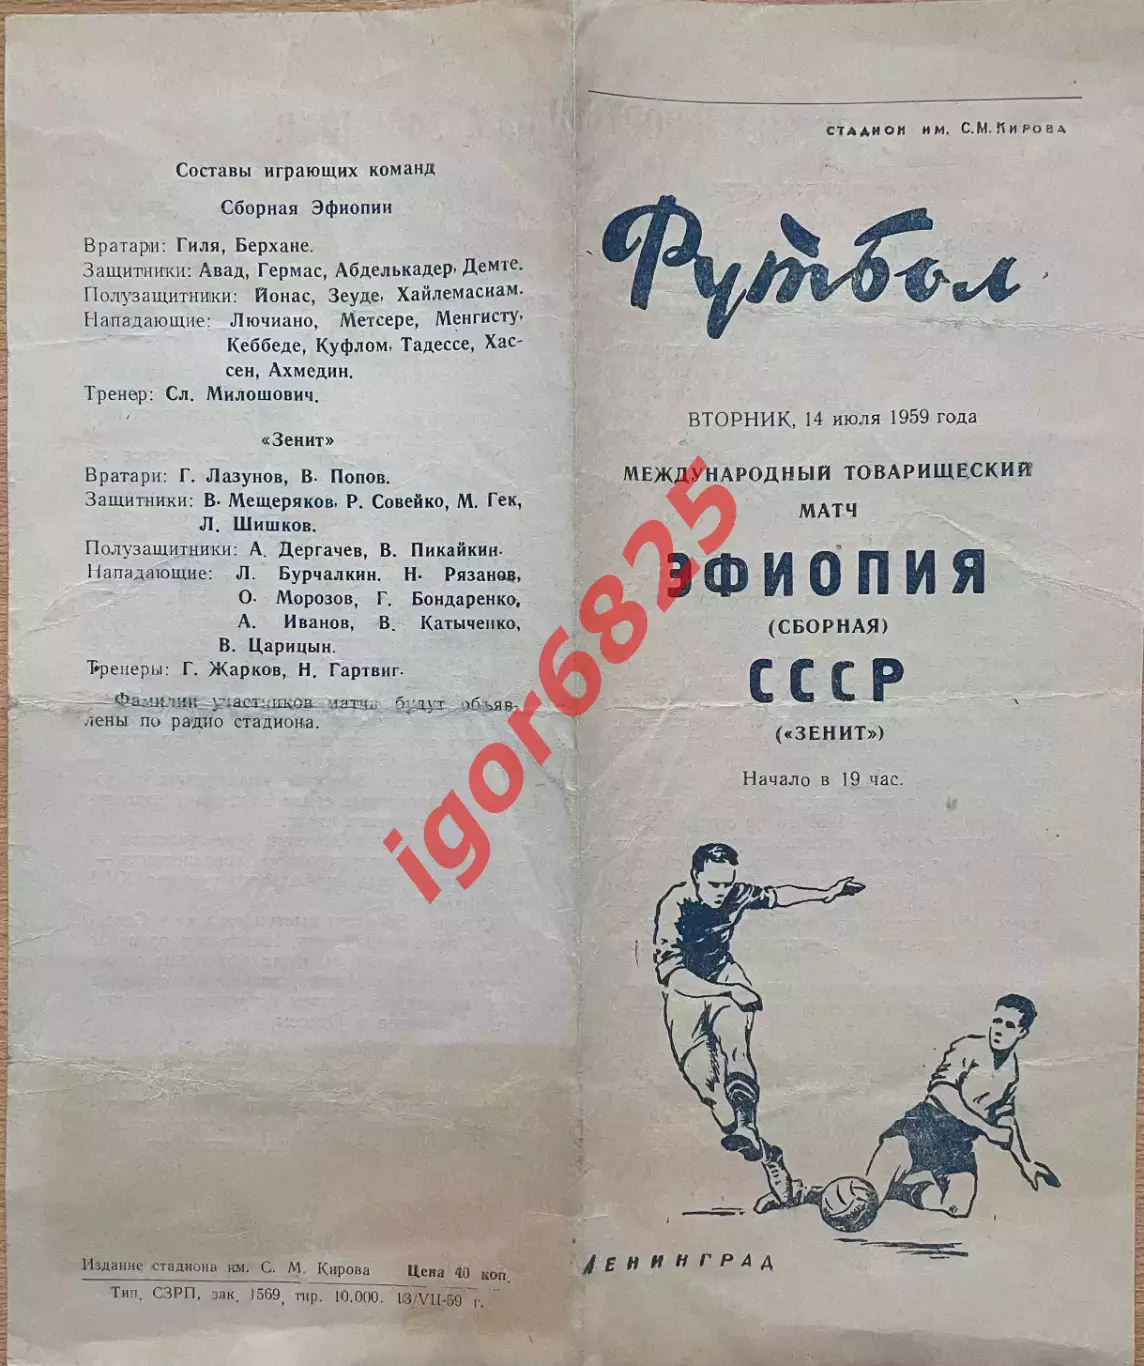 Составы играющих команд
Сборная Эфиопии
Вратари: Гиля, Берхане.
Защитники: Авад, Гермас, Абделькадер, Демте.
Полузащитники: Йонас, Зеуде, Хайлемасиам.
Нападающие: Лючиано, Метсере, Менгисту,
Кеббеде, Куфлом, Тадессе, Хас-
сен, Ахмедин.
Тренер: Сл. Милошович.
«Зенит»
Вратари: Г. Лазунов, В. Попов.
Защитники: В. Мещеряков, Р. Совейко, М. Гек,
Л. Шишков.
Полузащитники: А. Дергачев, В. Пикайкин.
Нападающие: Л. Бурчалкин, Н. Рязанов,
О. Морозов, Г. Бондаренко,
А. Иванов, В. Катыченко,
В. Царицын.
Тренеры: Г. Жарков, Н. Гартвиг.
Фамилии участников матча будут объяв-
лены по радио стадиона.
Издание стадиона им. С. М. Кирова Цена 40 коп.
Тип. СЗРП, зак. 1569, тир. 10.000. 13/VII-59 г.
СТАДИОН ИМ. С.М.КИРОВА
Футбол
ВТОРНИК, 14 июля 1959 года
МЕЖДУНАРОДНЫЙ ТОВАРИЩЕСКИЙ
МАТЧ
ЭФИОПИЯ
(СБОРНАЯ)
СССР
(«ЗЕНИТ»)
Начало в 19 час.
ЛЕНИНГРАД
igor6825